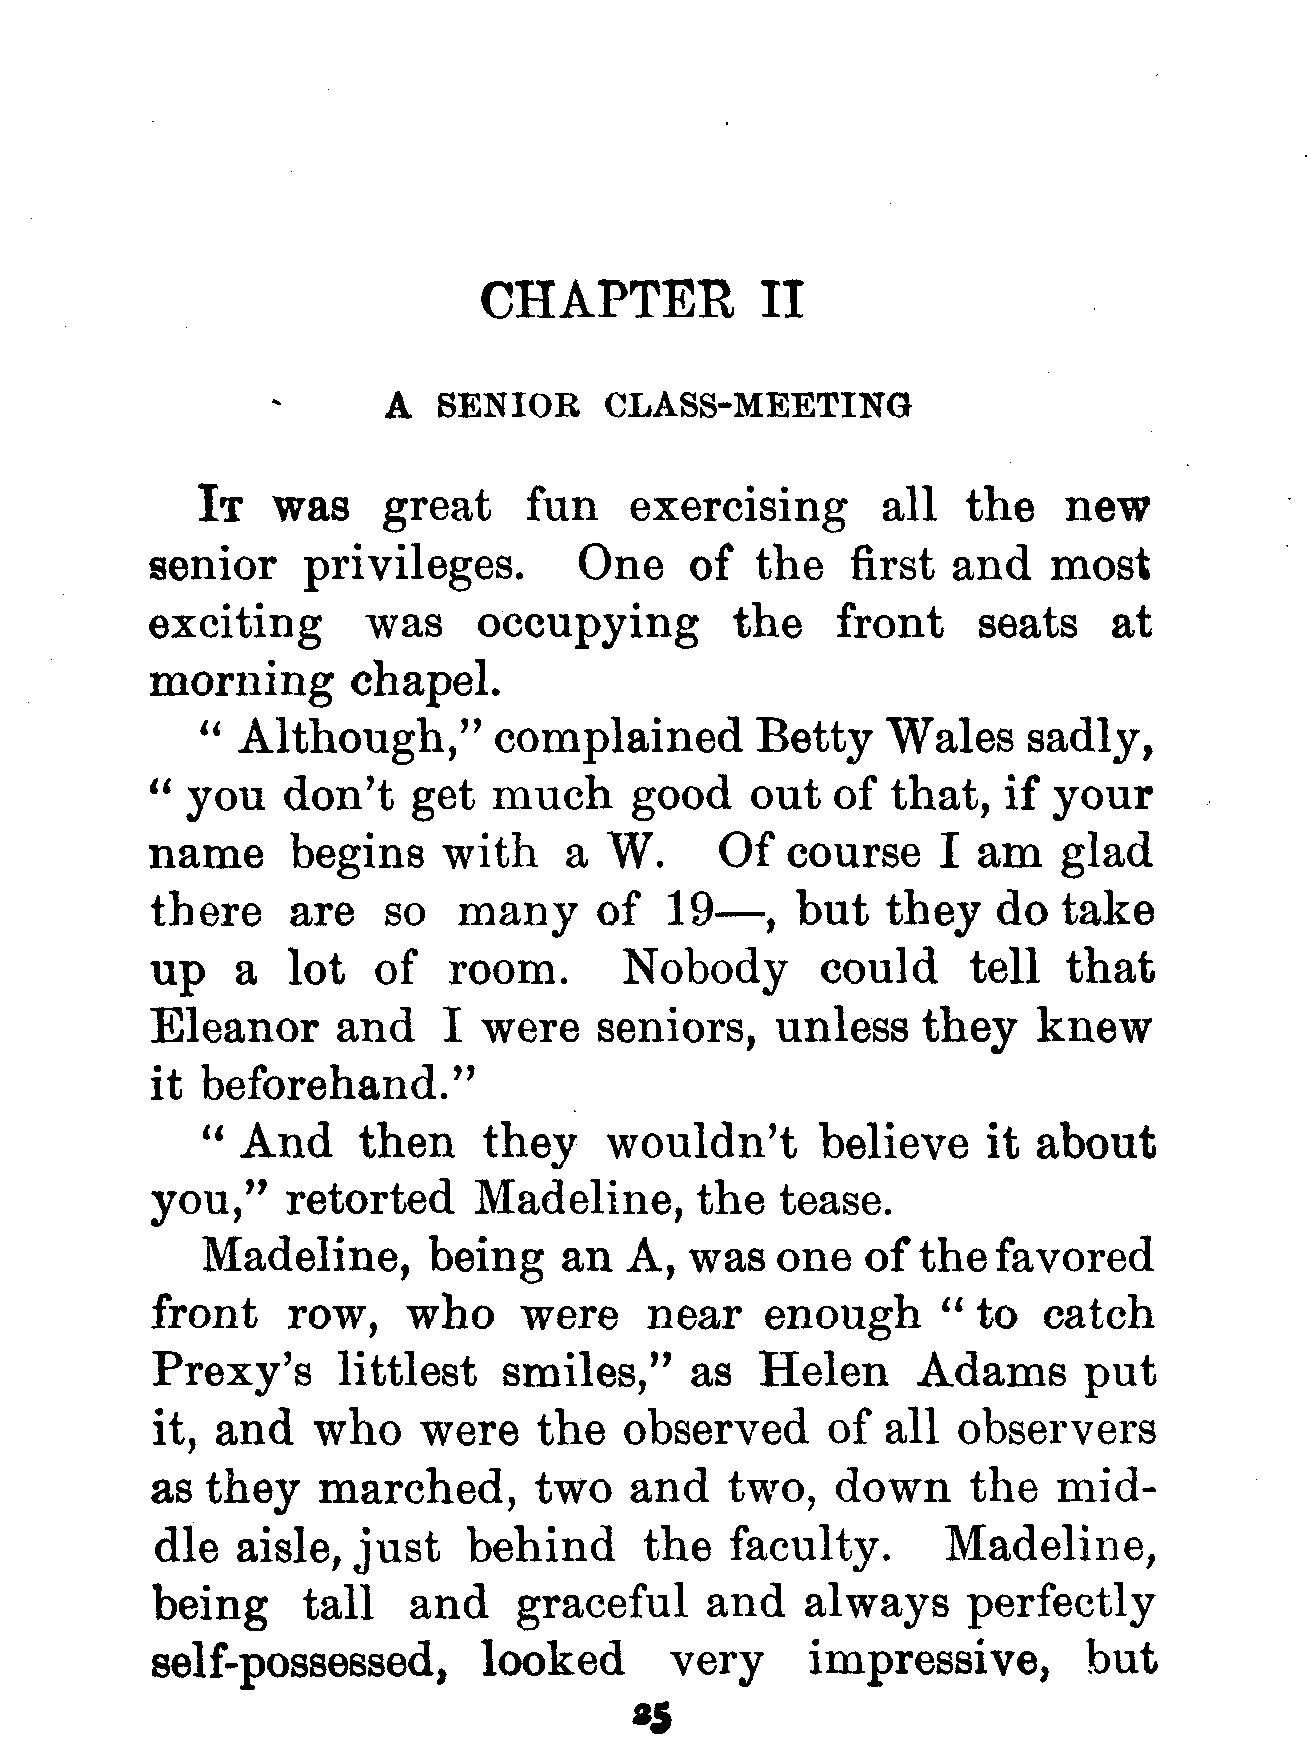 CHAPTER II
A SENIOR CLASS-MEETING
IT was great fun exercising all the new
senior privileges. One of the first and most
exciting was occupying the front seats at
morning chapel.
“ Although,” complained Betty Wales sadly,
“ you don’t get much good out of that, if your
name begins with a W. Of course I am glad
there are so many of 19—, but they do take
up a lot of room. Nobody could tell that
Eleanor and I were seniors, unless they knew
it beforehand.”
“ And then they wouldn’t believe it about
you,” retorted Madeline, the tease.
Madeline, being an A, was one of the favored
front row, who were near enough “ to catch
Prexy’s littlest smiles,” as Helen Adams put
it, and who were the observed of all observers
as they marched, two and two, down the mid-
dle aisle, just behind the faculty. Madeline,
being tall and graceful and always perfectly
self-possessed, looked very impressive, but
25